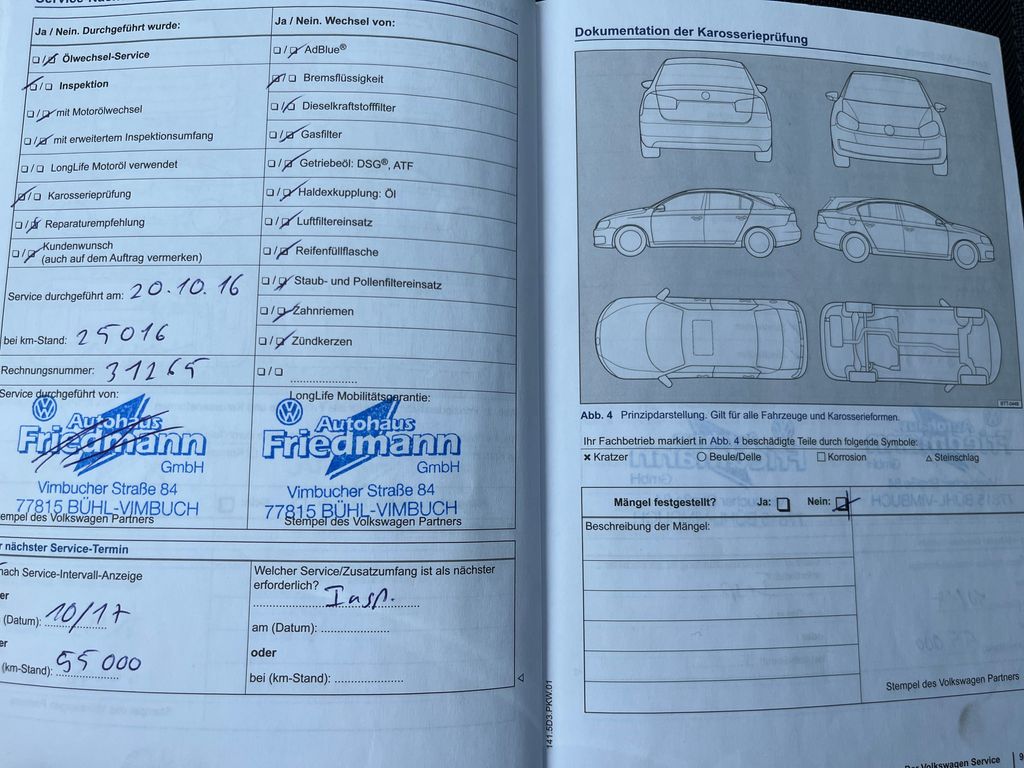 Ja / Nein. Durchgeführt wurde:
❏ / ❏ Ölwechsel-Service
❏ / ❏ Inspektion
❏ / ❏ mit Motorölwechsel
❏ / ❏ mit erweitertem Inspektionsumfang
❏ / ❏ LongLife Motoröl verwendet
❏ / ❏ Karosserieprüfung
❏ / ❏ Reparaturempfehlung
❏ / ❏ Kundenwunsch
(auch auf dem Auftrag vermerken)
Service durchgeführt am: 20.10.16
bei km-Stand: 25016
Rechnungsnummer: 31265
Service durchgeführt von:
Autohaus
Friedmann
GmbH
Vimbucher Straße 84
77815 BÜHL-VIMBUCH
Stempel des Volkswagen Partners
Ja / Nein. Wechsel von:
❏ / ❏ AdBlue®
❏ / ❏ Bremsflüssigkeit
❏ / ❏ Dieselkraftstofffilter
❏ / ❏ Gasfilter
❏ / ❏ Getriebeöl: DSG®, ATF
❏ / ❏ Haldexkupplung: Öl
❏ / ❏ Luftfiltereinsatz
❏ / ❏ Reifenfüllflasche
❏ / ❏ Staub- und Pollenfiltereinsatz
❏ / ❏ Zahnriemen
❏ / ❏ Zündkerzen
❏ / ❏ ....................
LongLife Mobilitätsgarantie:
Autohaus
Friedmann
GmbH
Vimbucher Straße 84
77815 BÜHL-VIMBUCH
Stempel des Volkswagen Partners
nächster Service-Termin
nach Service-Intervall-Anzeige
(Datum): 10/17
(km-Stand): 55 000
Welcher Service/Zusatzumfang ist als nächster
erforderlich?
Insp.
am (Datum): ....................
oder
bei (km-Stand): ....................
141.5D3.PKW.01
Dokumentation der Karosserieprüfung
Abb. 4 Prinzipdarstellung. Gilt für alle Fahrzeuge und Karosserieformen.
Ihr Fachbetrieb markiert in Abb. 4 beschädigte Teile durch folgende Symbole:
✖ Kratzer ○ Beule/Delle □ Korrosion △ Steinschlag
Mängel festgestellt? Ja: ❏ Nein: ❏
Beschreibung der Mängel:
Stempel des Volkswagen Partners
Volkswagen Service